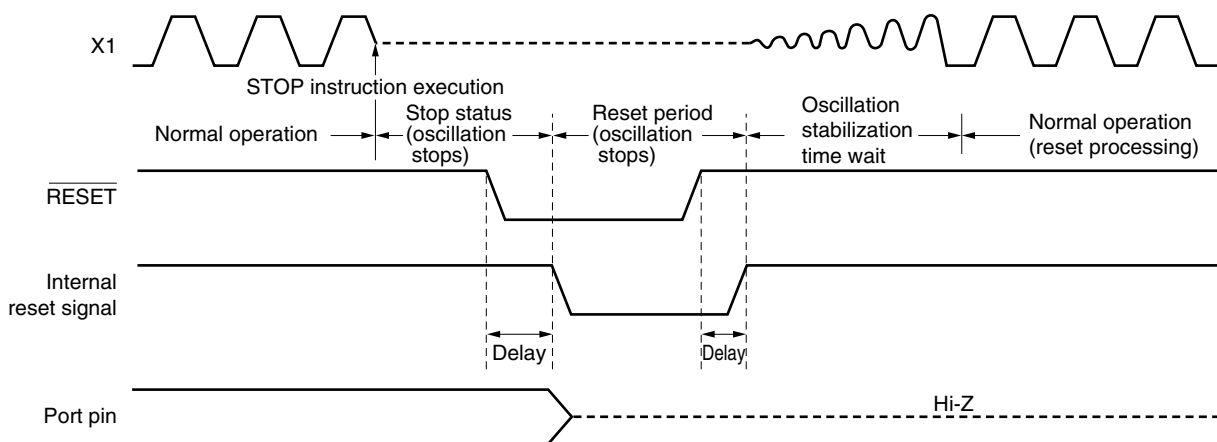 X1
STOP instruction execution
Normal operation
Stop status
(oscillation
stops)
Reset period
(oscillation
stops)
Oscillation
stabilization
time wait
Normal operation
(reset processing)
RESET
Internal
reset signal
Delay
Delay
Port pin
Hi-Z